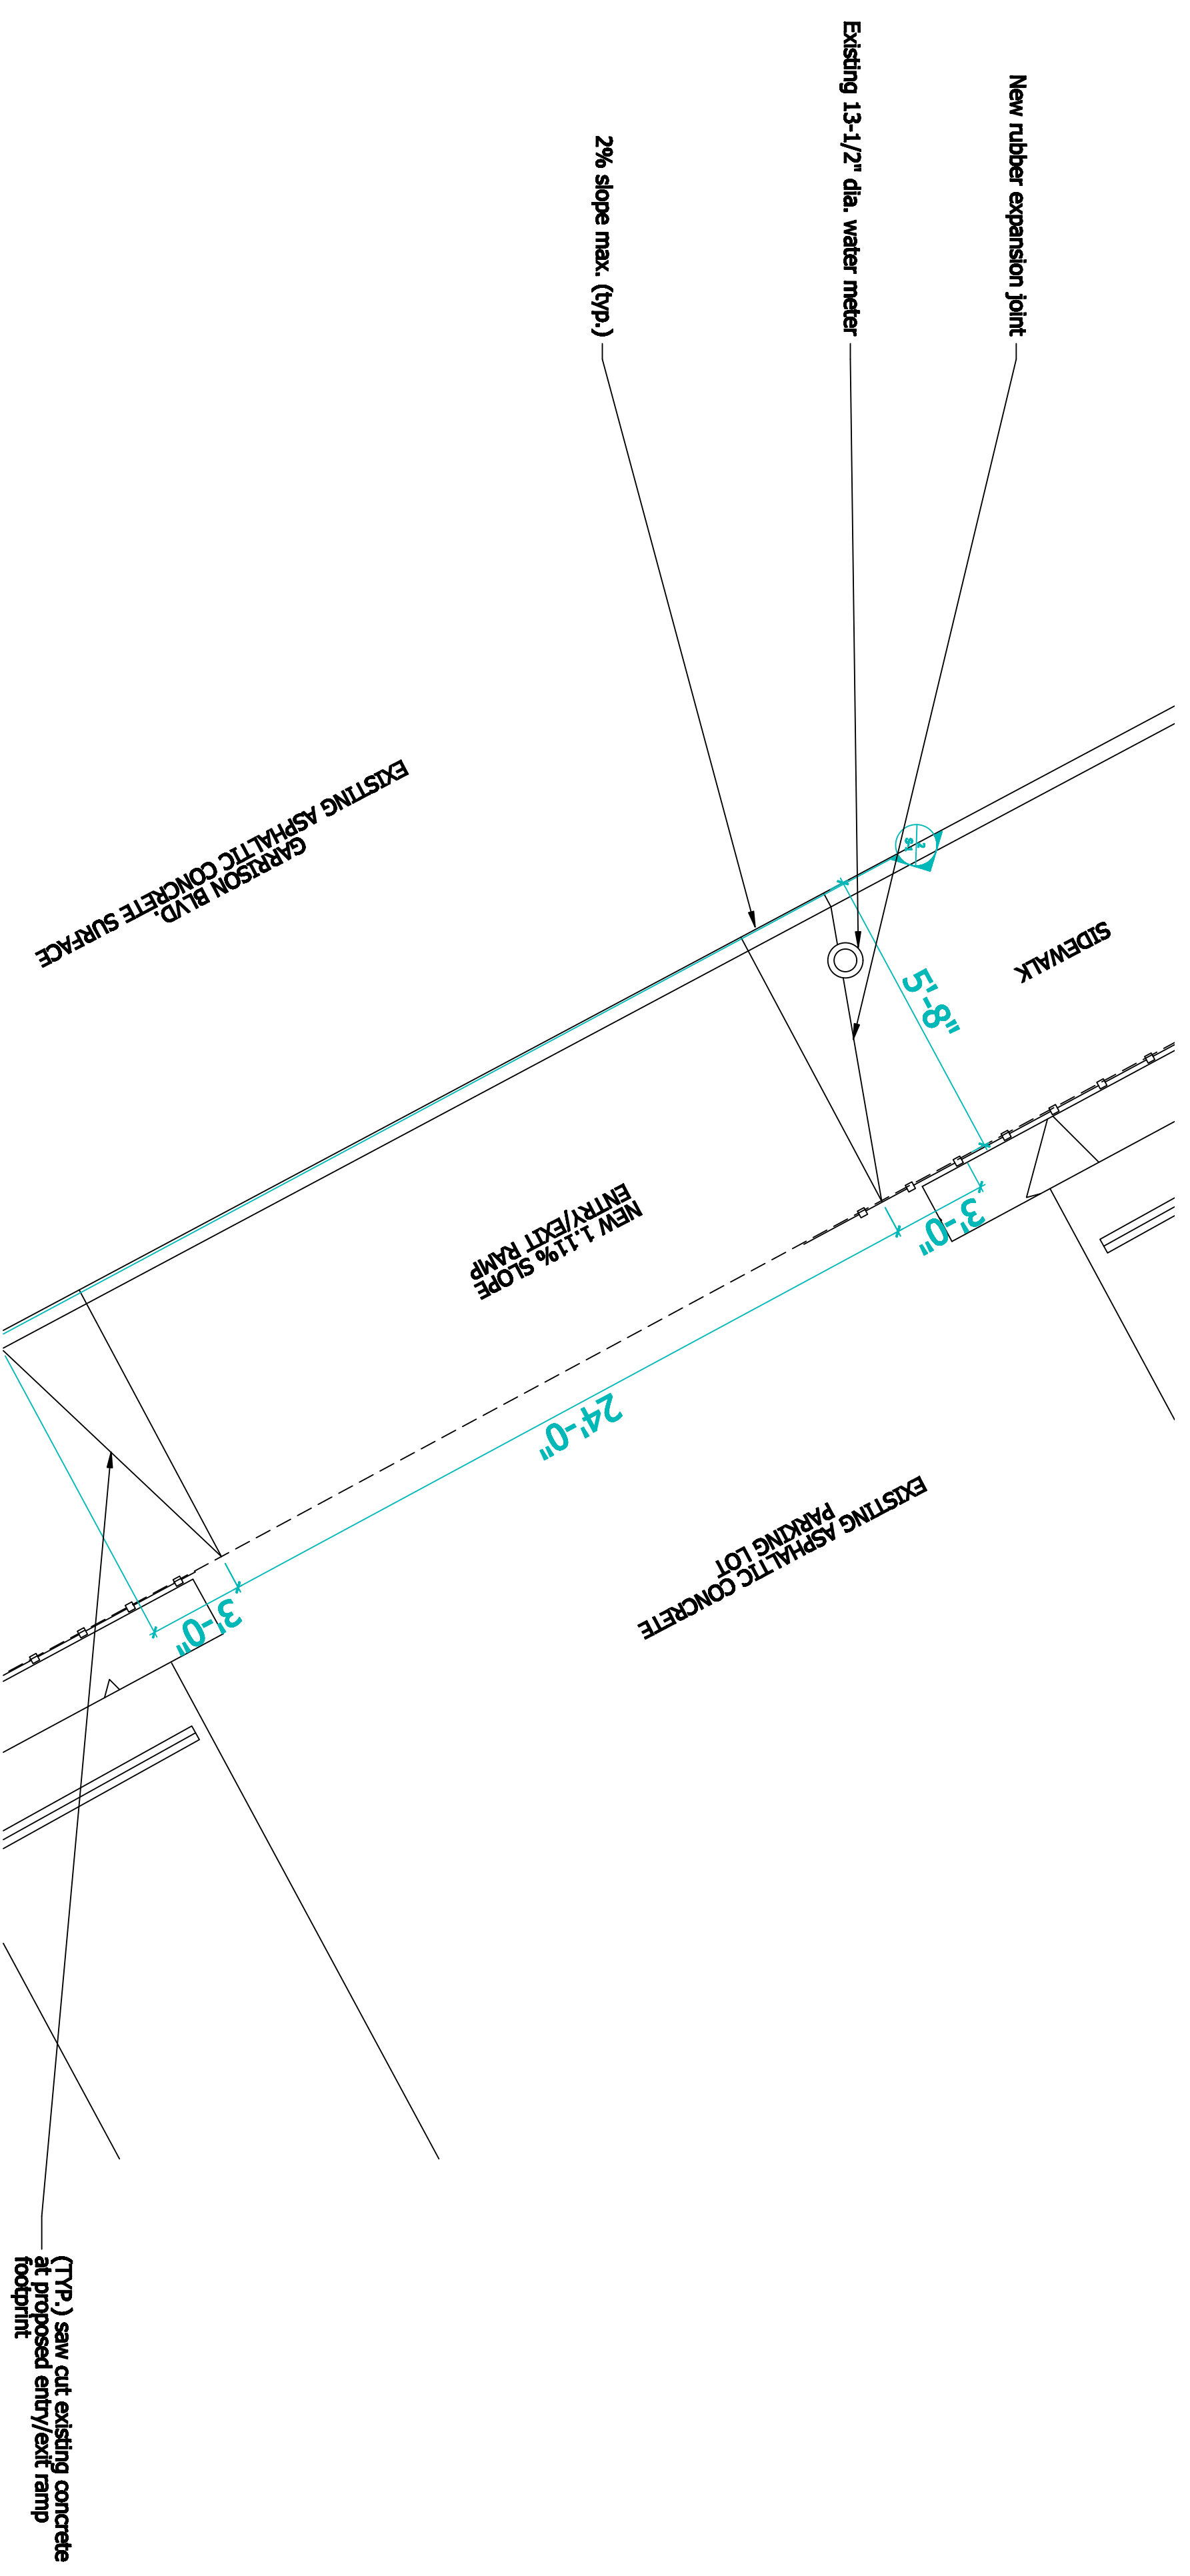 New rubber expansion joint
Existing 13-1/2" dia. water meter
2% slope max. (typ.)
GARRISON BLVD.
EXISTING ASPHALTIC CONCRETE SURFACE
SIDEWALK
5'-8"
3'-0"
NEW 1.11% SLOPE
ENTRY/EXIT RAMP
24'-0"
EXISTING ASPHALTIC CONCRETE
PARKING LOT
3'-0"
(TYP.) saw cut existing concrete
at proposed entry/exit ramp
footprint